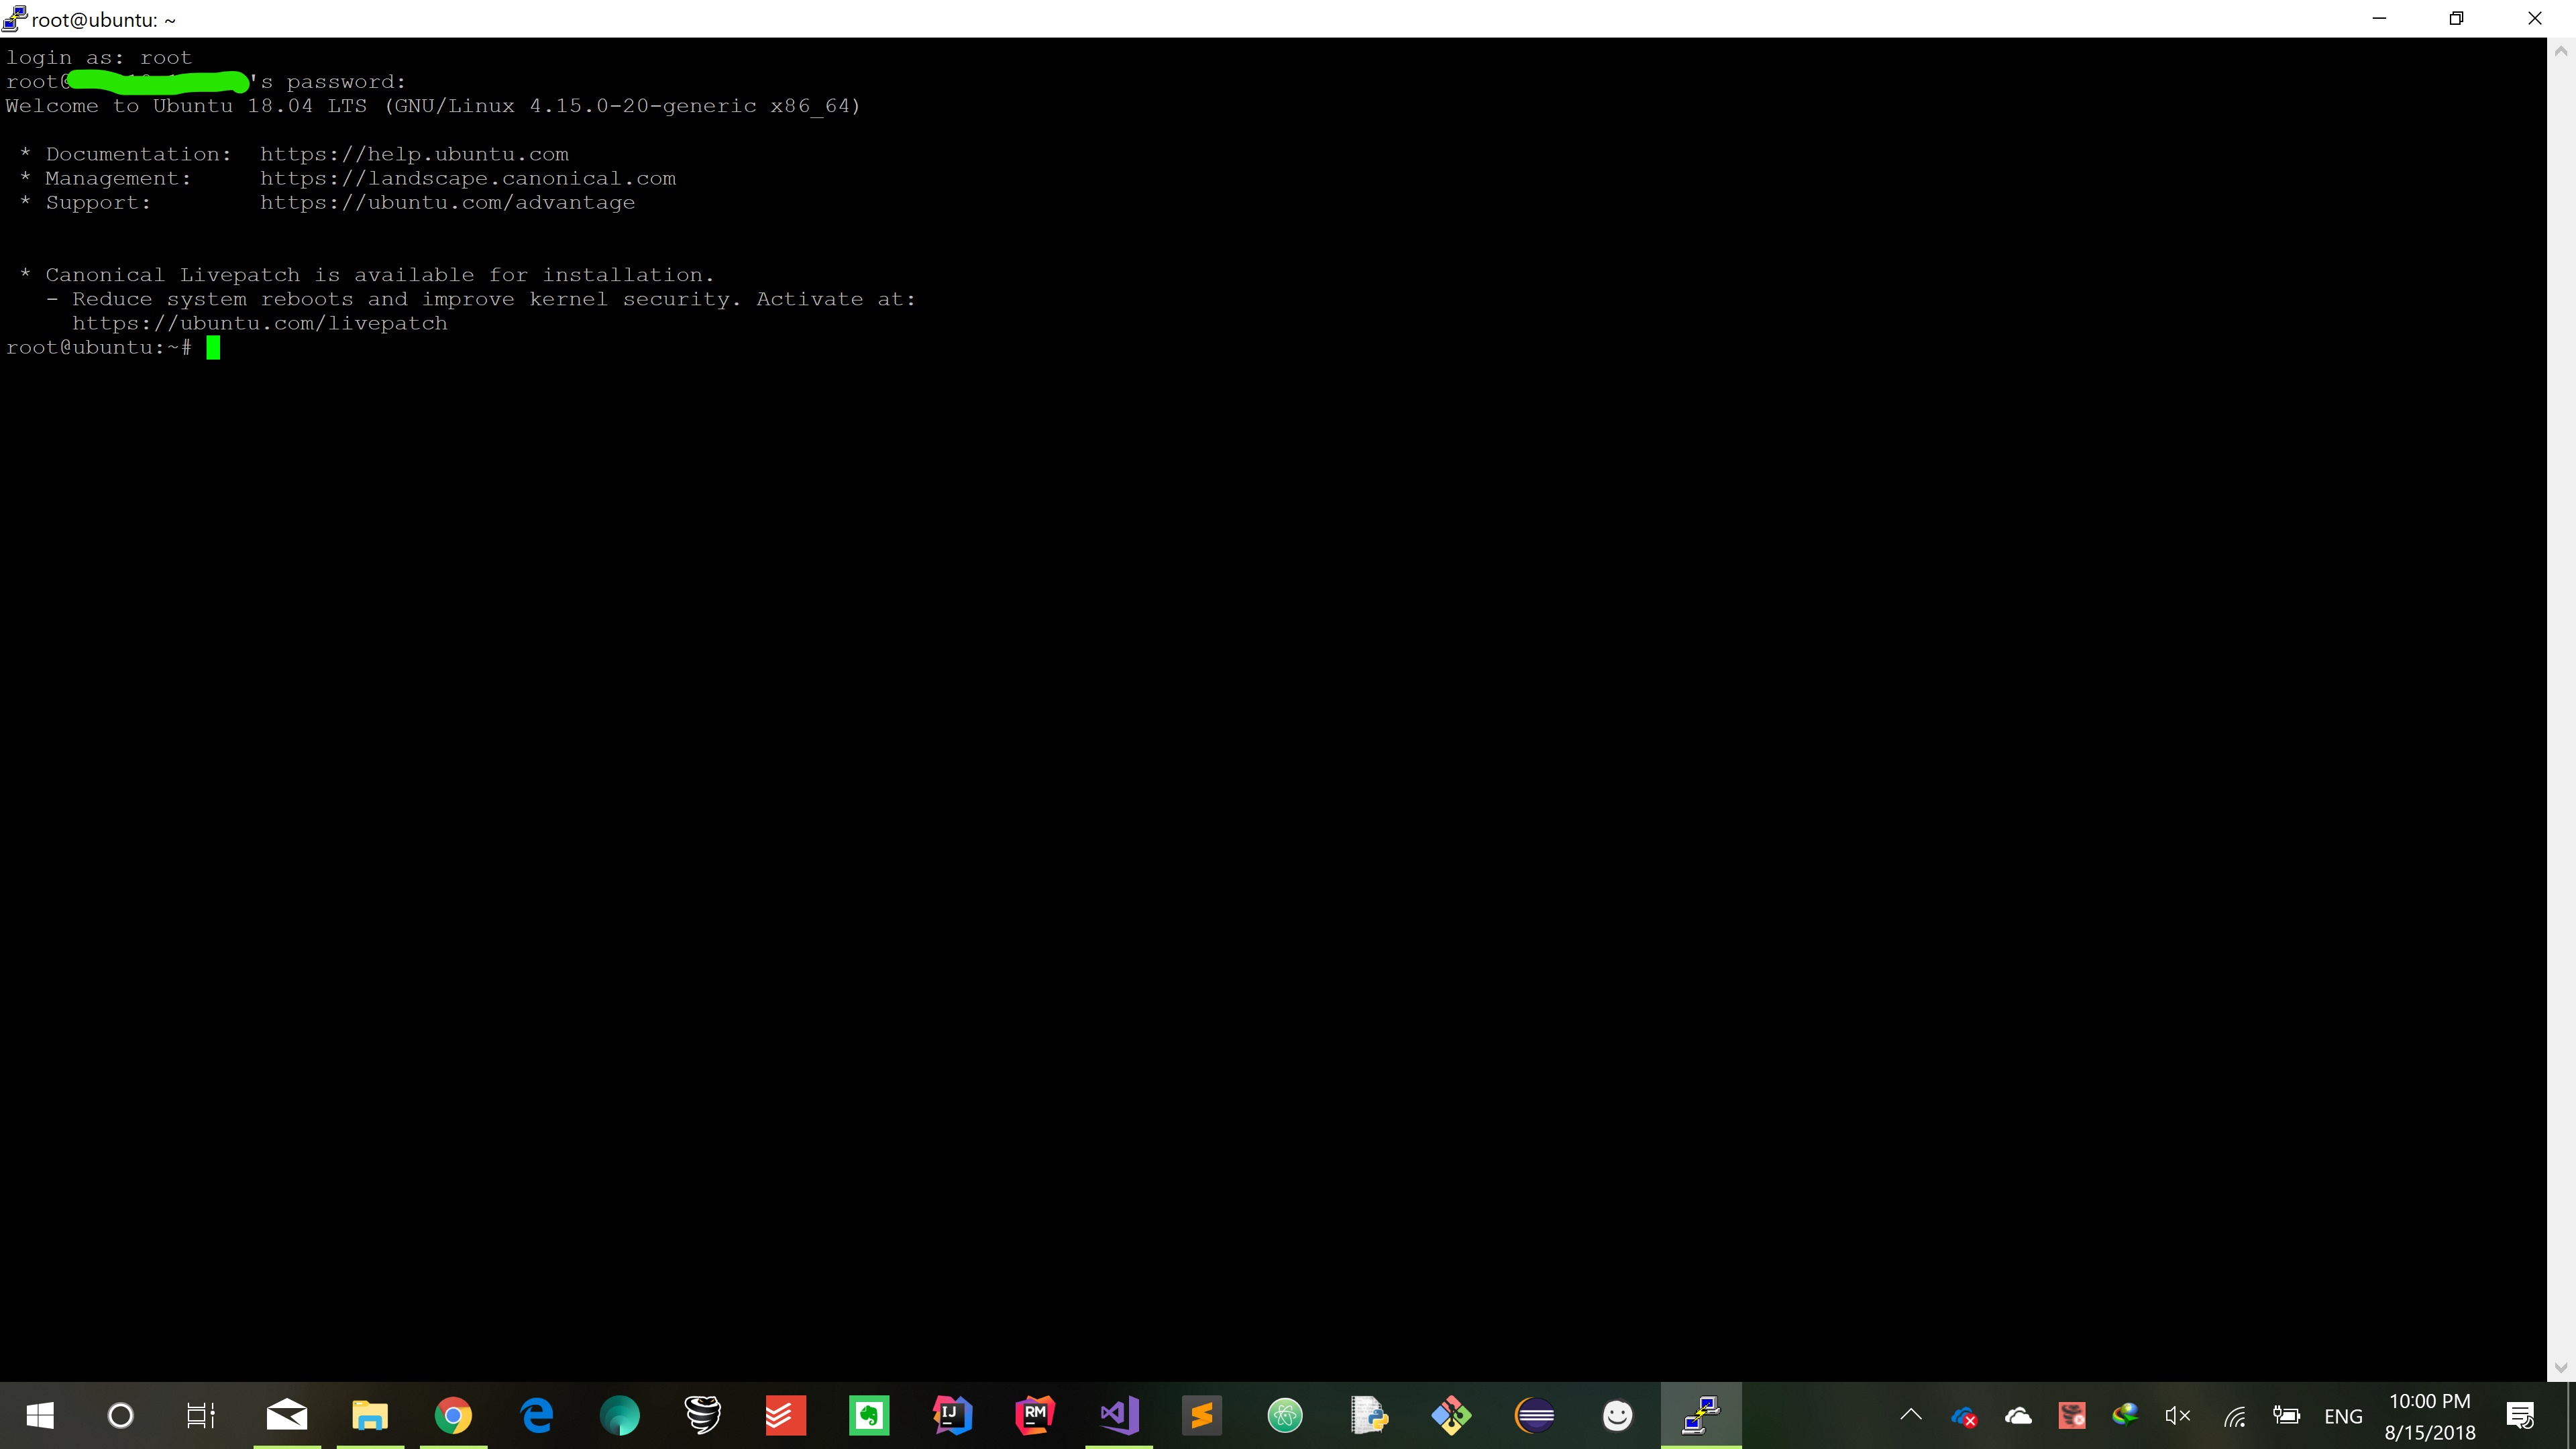 root@ubuntu: ~
login as: root
root@ 's password:
Welcome to Ubuntu 18.04 LTS (GNU/Linux 4.15.0-20-generic x86_64)
* Documentation: https://help.ubuntu.com
* Management: https://landscape.canonical.com
* Support: https://ubuntu.com/advantage
* Canonical Livepatch is available for installation.
- Reduce system reboots and improve kernel security. Activate at:
https://ubuntu.com/livepatch
root@ubuntu:~#
IJ
RM
ENG
10:00 PM
8/15/2018